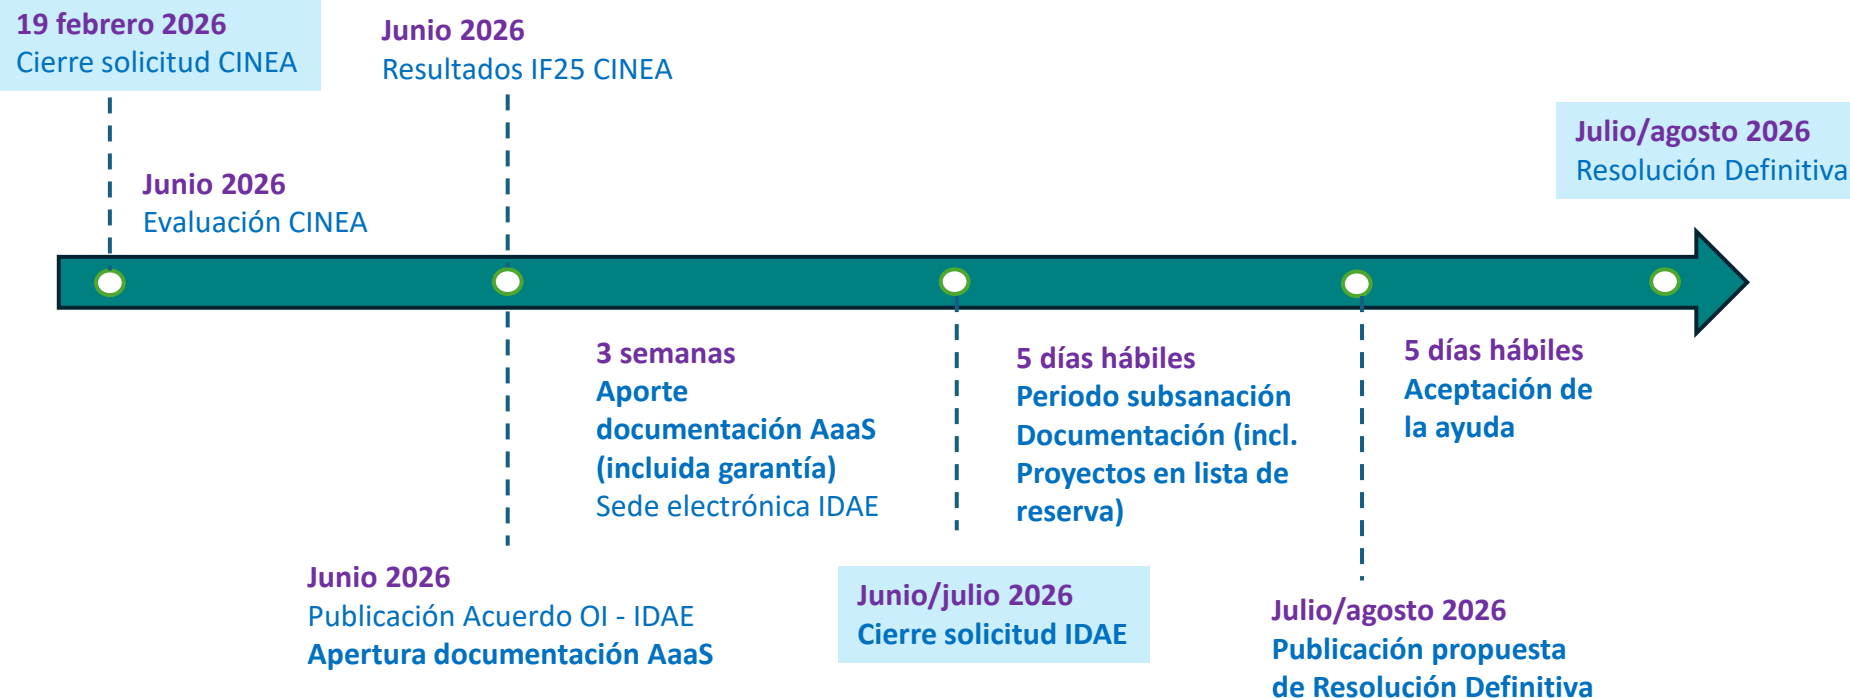 19 febrero 2026
Cierre solicitud CINEA
Junio 2026
Resultados IF25 CINEA
Julio/agosto 2026
Resolución Definitiva
Junio 2026
Evaluación CINEA
3 semanas
Aporte
documentación AaaS
(incluida garantía)
Sede electrónica IDAE
5 días hábiles
Periodo subsanación
Documentación (incl.
Proyectos en lista de
reserva)
5 días hábiles
Aceptación de
la ayuda
Junio 2026
Publicación Acuerdo OI - IDAE
Apertura documentación AaaS
Junio/julio 2026
Cierre solicitud IDAE
Julio/agosto 2026
Publicación propuesta
de Resolución Definitiva